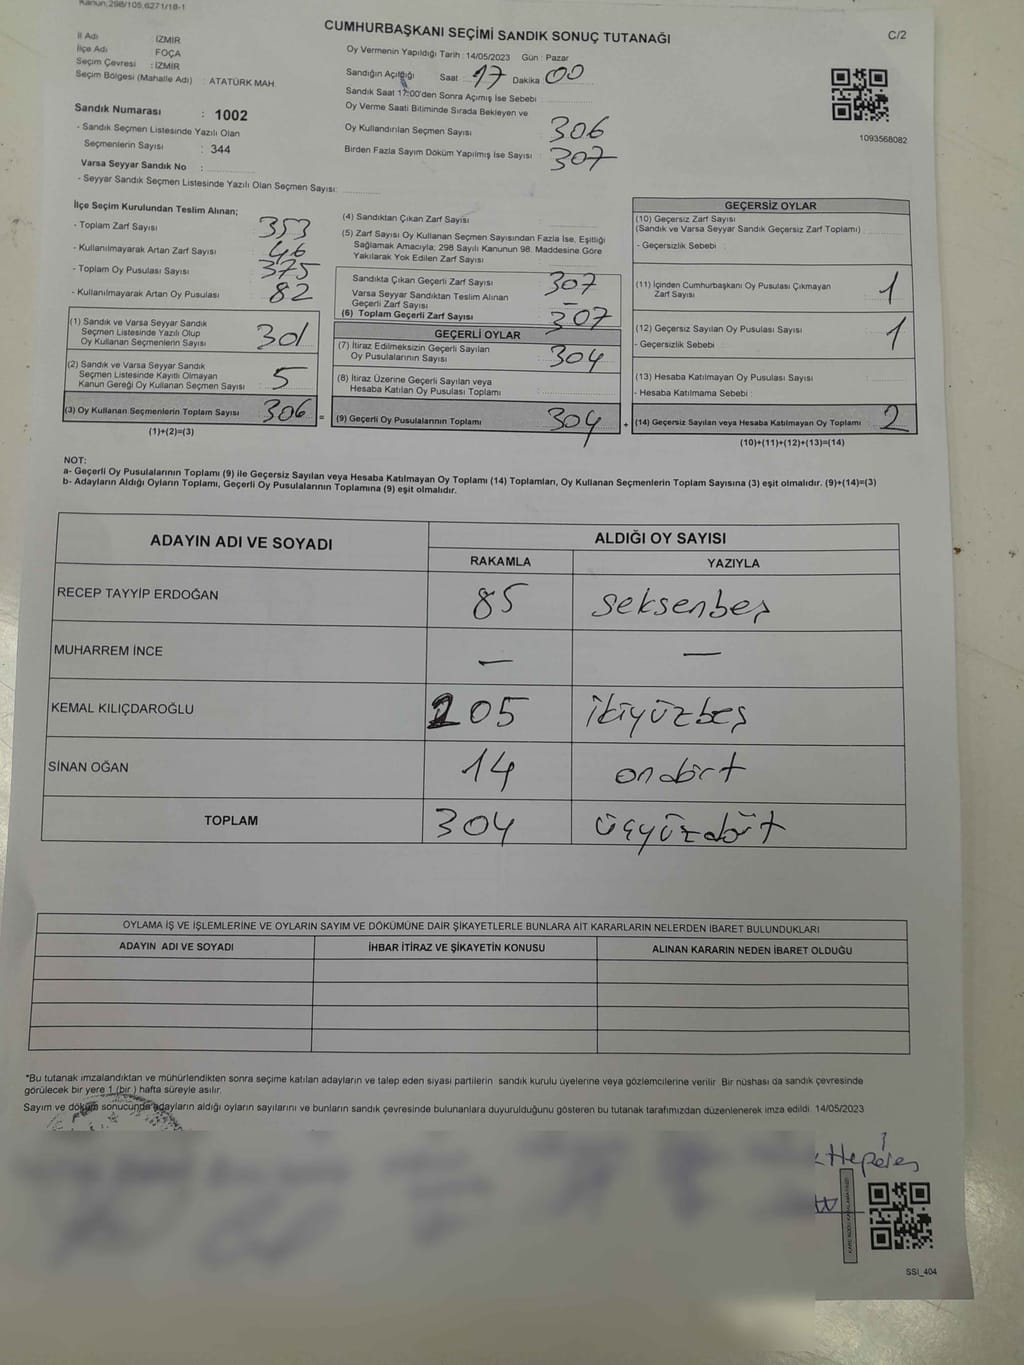 Kanun;298/105,6271/18-1
CUMHURBAŞKANI SEÇİMİ SANDIK SONUÇ TUTANAĞI
C/2
İl Adı : İZMİR
İlçe Adı : FOÇA
Seçim Çevresi : İZMİR
Seçim Bölgesi (Mahalle Adı) : ATATÜRK MAH.
Oy Vermenin Yapıldığı Tarih : 14/05/2023 Gün : Pazar
Sandığın Açıldığı Saat : 17 Dakika : 00
Sandık Saat 17:00'den Sonra Açımış İse Sebebi :
Oy Verme Saati Bitiminde Sırada Bekleyen ve
Oy Kullandırılan Seçmen Sayısı : 306
Birden Fazla Sayım Döküm Yapılmış İse Sayısı : 307
1093568082
Sandık Numarası : 1002
- Sandık Seçmen Listesinde Yazılı Olan
Seçmenlerin Sayısı : 344
Varsa Seyyar Sandık No :
- Seyyar Sandık Seçmen Listesinde Yazılı Olan Seçmen Sayısı:
İlçe Seçim Kurulundan Teslim Alınan;
- Toplam Zarf Sayısı : 353
- Kullanılmayarak Artan Zarf Sayısı : 46
- Toplam Oy Pusulası Sayısı : 375
- Kullanılmayarak Artan Oy Pusulası : 82
(1) Sandık ve Varsa Seyyar Sandık
Seçmen Listesinde Yazılı Olup
Oy Kullanan Seçmenlerin Sayısı : 301
(2) Sandık ve Varsa Seyyar Sandık
Seçmen Listesinde Kayıtlı Olmayan
Kanun Gereği Oy Kullanan Seçmen Sayısı : 5
(3) Oy Kullanan Seçmenlerin Toplam Sayısı : 306 =
(1)+(2)=(3)
(4) Sandıktan Çıkan Zarf Sayısı :
(5) Zarf Sayısı Oy Kullanan Seçmen Sayısından Fazla İse, Eşitliği
Sağlamak Amacıyla; 298 Sayılı Kanunun 98. Maddesine Göre
Yakılarak Yok Edilen Zarf Sayısı :
Sandıkta Çıkan Geçerli Zarf Sayısı : 307
Varsa Seyyar Sandıktan Teslim Alınan
Geçerli Zarf Sayısı : –
(6) Toplam Geçerli Zarf Sayısı : 307
GEÇERLİ OYLAR
(7) İtiraz Edilmeksizin Geçerli Sayılan
Oy Pusulalarının Sayısı : 304
(8) İtiraz Üzerine Geçerli Sayılan veya
Hesaba Katılan Oy Pusulası Toplamı :
(9) Geçerli Oy Pusulalarının Toplamı : 304 +
GEÇERSİZ OYLAR
(10) Geçersiz Zarf Sayısı
(Sandık ve Varsa Seyyar Sandık Geçersiz Zarf Toplamı) :
- Geçersizlik Sebebi :
(11) İçinden Cumhurbaşkanı Oy Pusulası Çıkmayan
Zarf Sayısı : 1
(12) Geçersiz Sayılan Oy Pusulası Sayısı : 1
- Geçersizlik Sebebi :
(13) Hesaba Katılmayan Oy Pusulası Sayısı :
- Hesaba Katılmama Sebebi :
(14) Geçersiz Sayılan veya Hesaba Katılmayan Oy Toplamı : 2
(10)+(11)+(12)+(13)=(14)
NOT:
a- Geçerli Oy Pusulalarının Toplamı (9) ile Geçersiz Sayılan veya Hesaba Katılmayan Oy Toplamı (14) Toplamları, Oy Kullanan Seçmenlerin Toplam Sayısına (3) eşit olmalıdır. (9)+(14)=(3)
b- Adayların Aldığı Oyların Toplamı, Geçerli Oy Pusulalarının Toplamına (9) eşit olmalıdır.
ADAYIN ADI VE SOYADI
ALDIĞI OY SAYISI
RAKAMLA YAZIYLA
RECEP TAYYİP ERDOĞAN 85 seksenbeş
MUHARREM İNCE – –
KEMAL KILIÇDAROĞLU 205 ikiyüzbeş
SİNAN OĞAN 14 ondört
TOPLAM 304 üçyüzdört
OYLAMA İŞ VE İŞLEMLERİNE VE OYLARIN SAYIM VE DÖKÜMÜNE DAİR ŞİKAYETLERLE BUNLARA AİT KARARLARIN NELERDEN İBARET BULUNDUKLARI
ADAYIN ADI VE SOYADI İHBAR İTİRAZ VE ŞİKAYETİN KONUSU ALINAN KARARIN NEDEN İBARET OLDUĞU
*Bu tutanak imzalandıktan ve mühürlendikten sonra seçime katılan adayların ve talep eden siyasi partilerin sandık kurulu üyelerine veya gözlemcilerine verilir. Bir nüshası da sandık çevresinde
görülecek bir yere 1 (bir ) hafta süreyle asılır.
Sayım ve döküm sonucunda adayların aldığı oyların sayılarını ve bunların sandık çevresinde bulunanlara duyurulduğunu gösteren bu tutanak tarafımızdan düzenlenerek imza edildi. 14/05/2023
SSİ_404